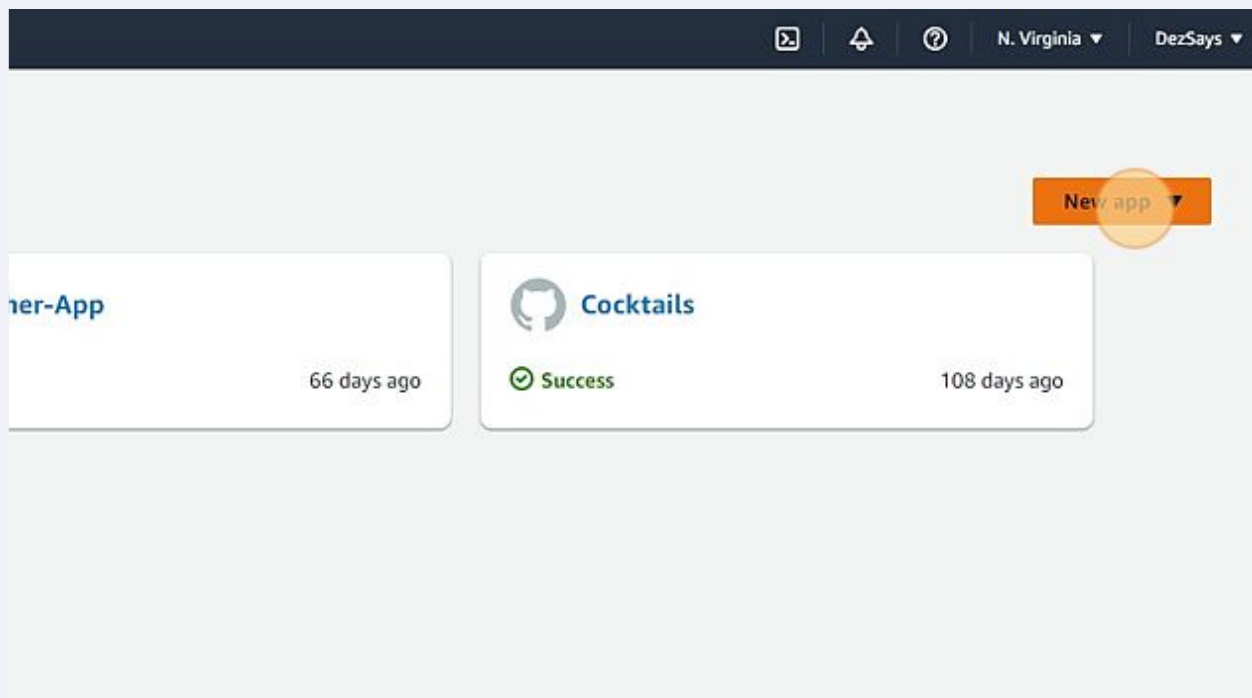 N. Virginia ▼ DezSays ▼
New app ▼
ner-App
Cocktails
66 days ago
Success
108 days ago